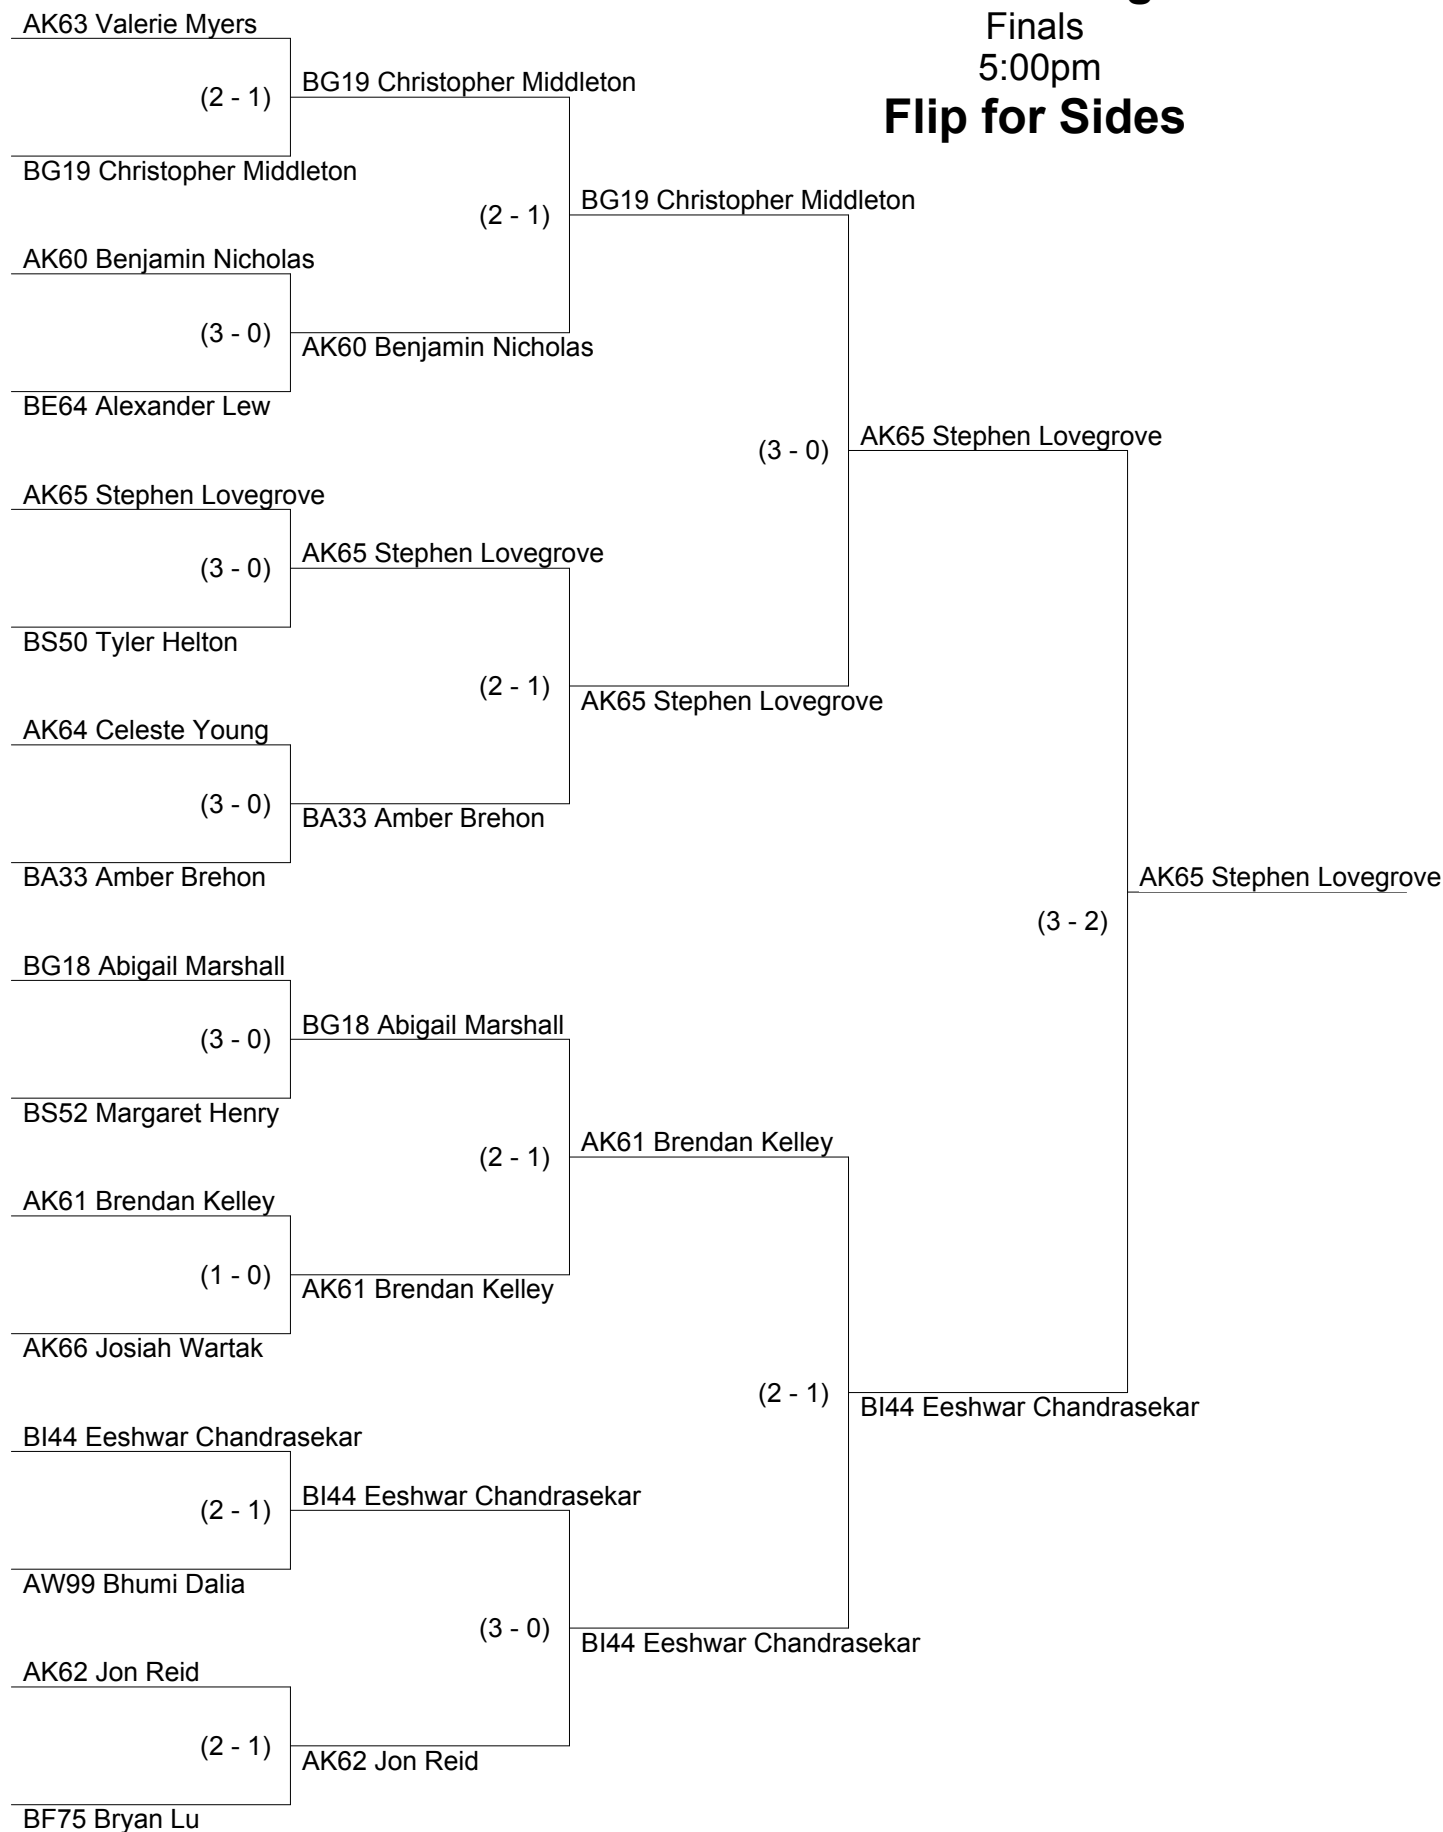 Finals
5:00pm
Flip for Sides
AK63 Valerie Myers
(2 - 1)
BG19 Christopher Middleton
BG19 Christopher Middleton
(2 - 1)
BG19 Christopher Middleton
AK60 Benjamin Nicholas
(3 - 0)
AK60 Benjamin Nicholas
BE64 Alexander Lew
(3 - 0)
AK65 Stephen Lovegrove
AK65 Stephen Lovegrove
(3 - 0)
AK65 Stephen Lovegrove
BS50 Tyler Helton
(2 - 1)
AK65 Stephen Lovegrove
AK64 Celeste Young
(3 - 0)
BA33 Amber Brehon
BA33 Amber Brehon
AK65 Stephen Lovegrove
(3 - 2)
BG18 Abigail Marshall
(3 - 0)
BG18 Abigail Marshall
BS52 Margaret Henry
(2 - 1)
AK61 Brendan Kelley
AK61 Brendan Kelley
(1 - 0)
AK61 Brendan Kelley
AK66 Josiah Wartak
(2 - 1)
BI44 Eeshwar Chandrasekar
BI44 Eeshwar Chandrasekar
(2 - 1)
BI44 Eeshwar Chandrasekar
AW99 Bhumi Dalia
(3 - 0)
BI44 Eeshwar Chandrasekar
AK62 Jon Reid
(2 - 1)
AK62 Jon Reid
BF75 Bryan Lu